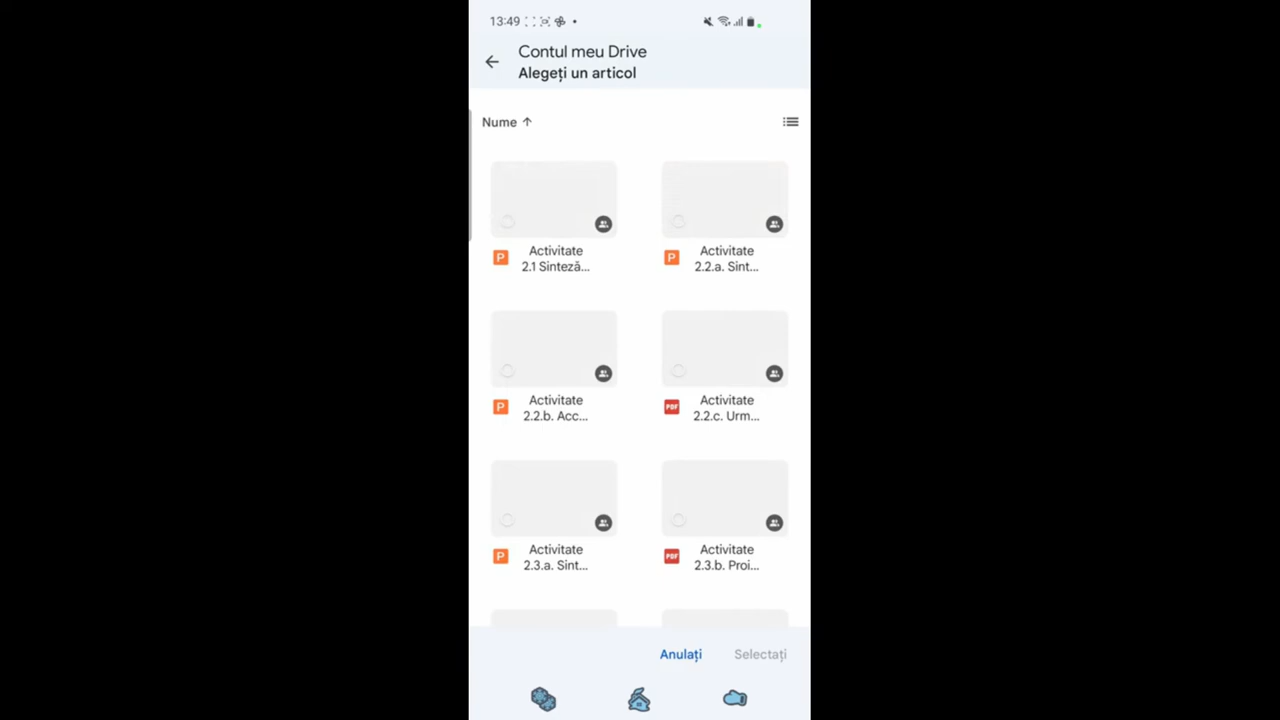 13:49
Contul meu Drive
Alegeți un articol
Nume ↑
P Activitate
2.1 Sinteză...
P Activitate
2.2.a. Sint...
P Activitate
2.2.b. Acc...
PDF Activitate
2.2.c. Urm...
P Activitate
2.3.a. Sint...
PDF Activitate
2.3.b. Proi...
Anulați Selectați